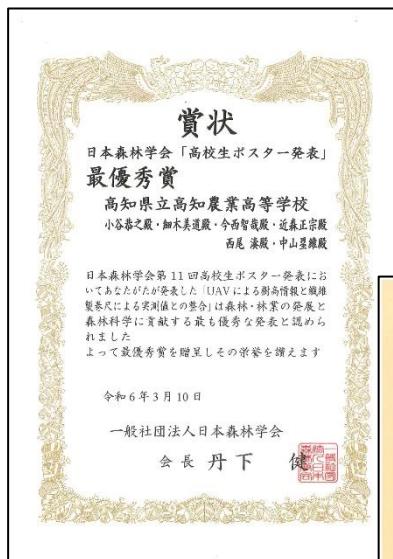 賞状
日本森林学会「高校生ポスター発表」
最優秀賞
高知県立高知農業高等学校
小谷恭之殿・細木美道殿・今西智哉殿・近森正宗殿
西尾 湊殿・中山翠緻殿
日本森林学会第11回高校生ポスター発表にお
いてあなたがたが発表した「UAVによる樹高情報と繊維
製巻尺による実測値との整合」は森林・林業の発展と
森林科学に貢献する最も優秀な発表と認めら
れました
よって最優秀賞を贈呈しその栄誉を讃えます
令和6年3月10日
一般社団法人日本森林学会
会長 丹下 健